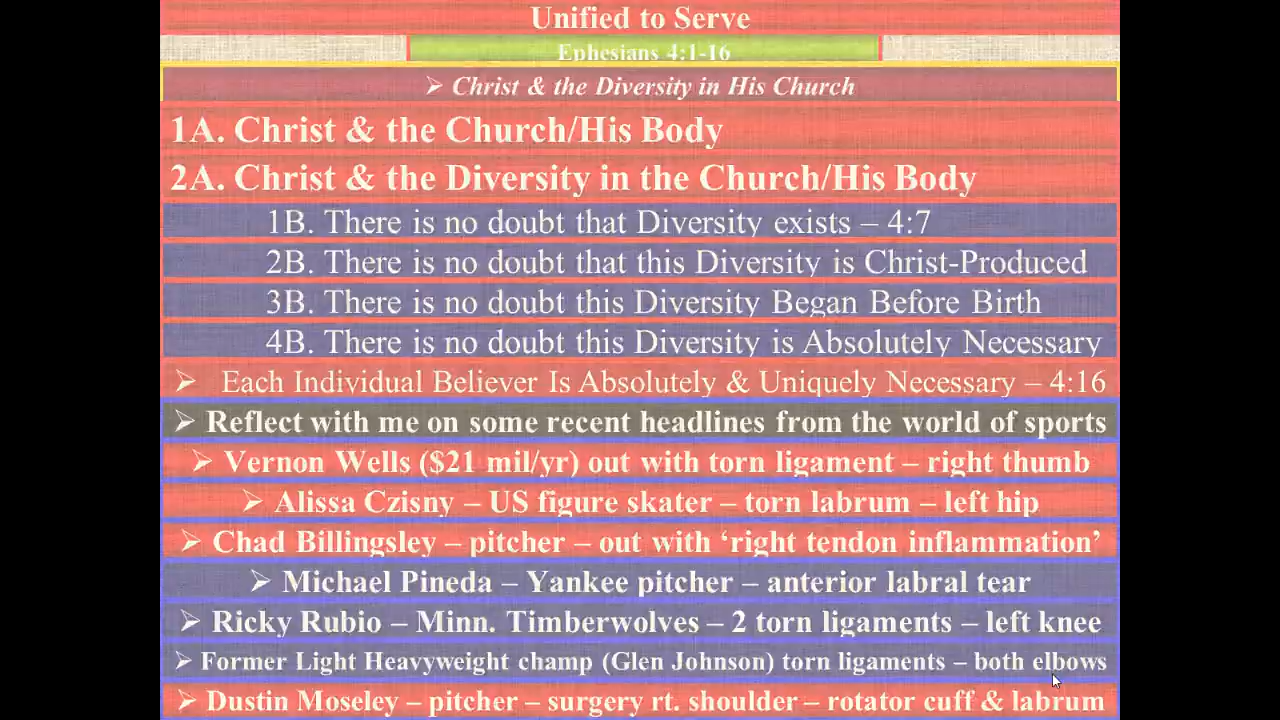 Unified to Serve
Ephesians 4:1-16
➢ Christ & the Diversity in His Church
1A. Christ & the Church/His Body
2A. Christ & the Diversity in the Church/His Body
1B. There is no doubt that Diversity exists – 4:7
2B. There is no doubt that this Diversity is Christ-Produced
3B. There is no doubt this Diversity Began Before Birth
4B. There is no doubt this Diversity is Absolutely Necessary
➢ Each Individual Believer Is Absolutely & Uniquely Necessary – 4:16
➢ Reflect with me on some recent headlines from the world of sports
➢ Vernon Wells ($21 mil/yr) out with torn ligament – right thumb
➢ Alissa Czisny – US figure skater – torn labrum – left hip
➢ Chad Billingsley – pitcher – out with ‘right tendon inflammation’
➢ Michael Pineda – Yankee pitcher – anterior labral tear
➢ Ricky Rubio – Minn. Timberwolves – 2 torn ligaments – left knee
➢ Former Light Heavyweight champ (Glen Johnson) torn ligaments – both elbows
➢ Dustin Moseley – pitcher – surgery rt. shoulder – rotator cuff & labrum